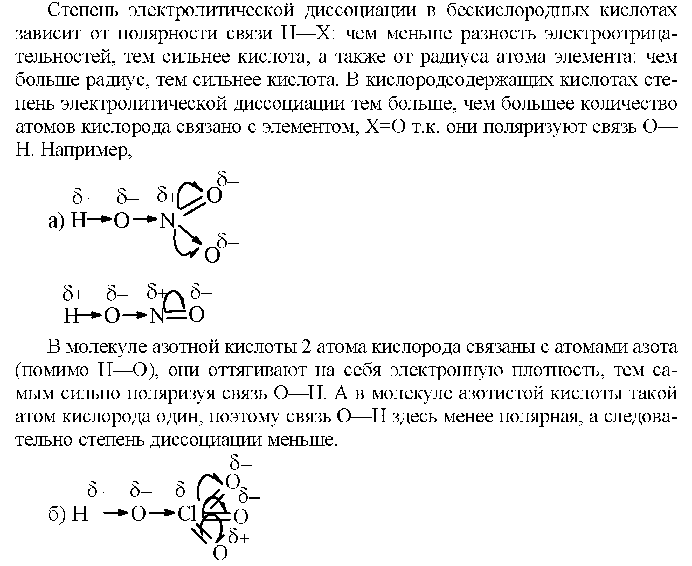 Степень электролитической диссоциации в бескислородных кислотах
зависит от полярности связи Н—Х: чем меньше разность электроотрица-
тельностей, тем сильнее кислота, а также от радиуса атома элемента: чем
больше радиус, тем сильнее кислота. В кислородсодержащих кислотах сте-
пень электролитической диссоциации тем больше, чем большее количество
атомов кислорода связано с элементом, Х=О т.к. они поляризуют связь О—
Н. Например,
δ–
δ+ δ– δ+ O
а) H O N
O δ–
δ+ δ– δ+ δ–
H O N=O
В молекуле азотной кислоты 2 атома кислорода связаны с атомами азота
(помимо Н—О), они оттягивают на себя электронную плотность, тем са-
мым сильно поляризуя связь О—Н. А в молекуле азотистой кислоты такой
атом кислорода один, поэтому связь О—Н здесь менее полярная, а следова-
тельно степень диссоциации меньше.
δ–
δ+ δ– δ O δ–
б) H O Cl O
δ+
O